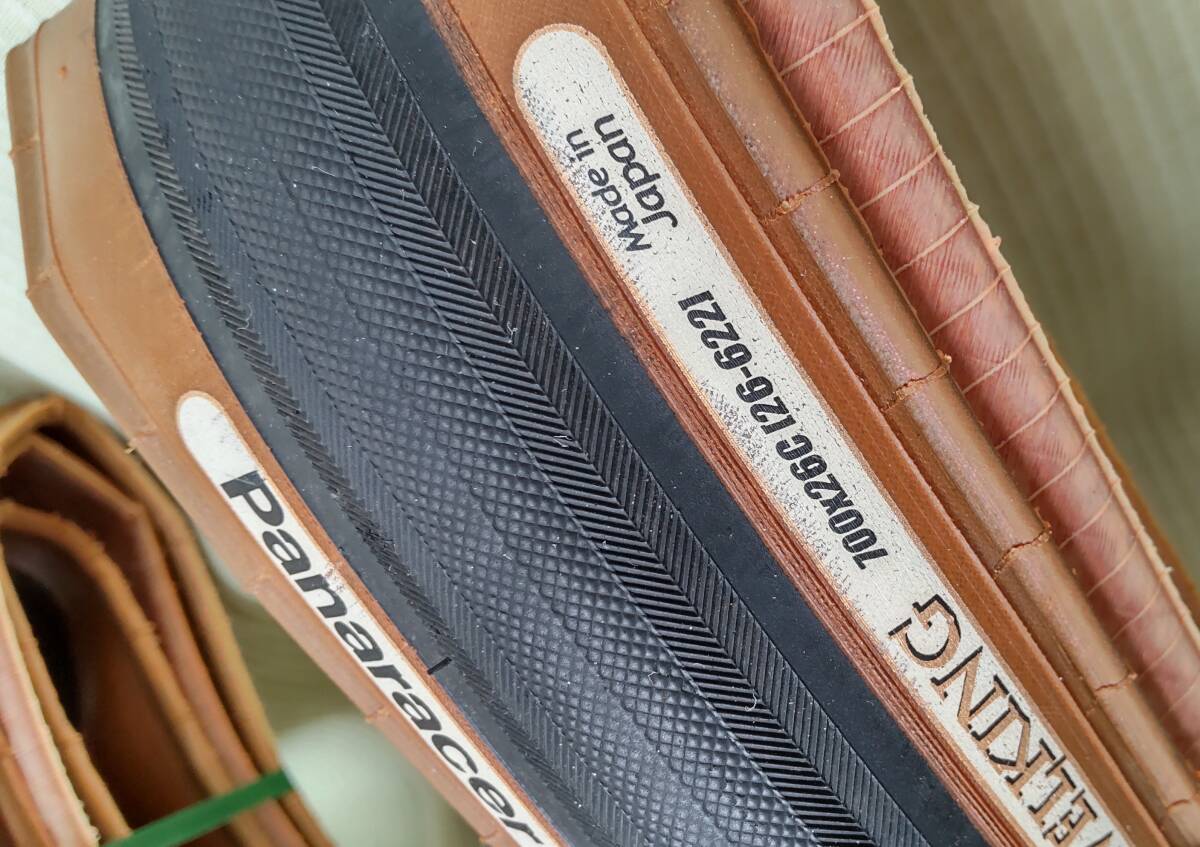 Made in
Japan
700x26C [26-622]
Panaracer